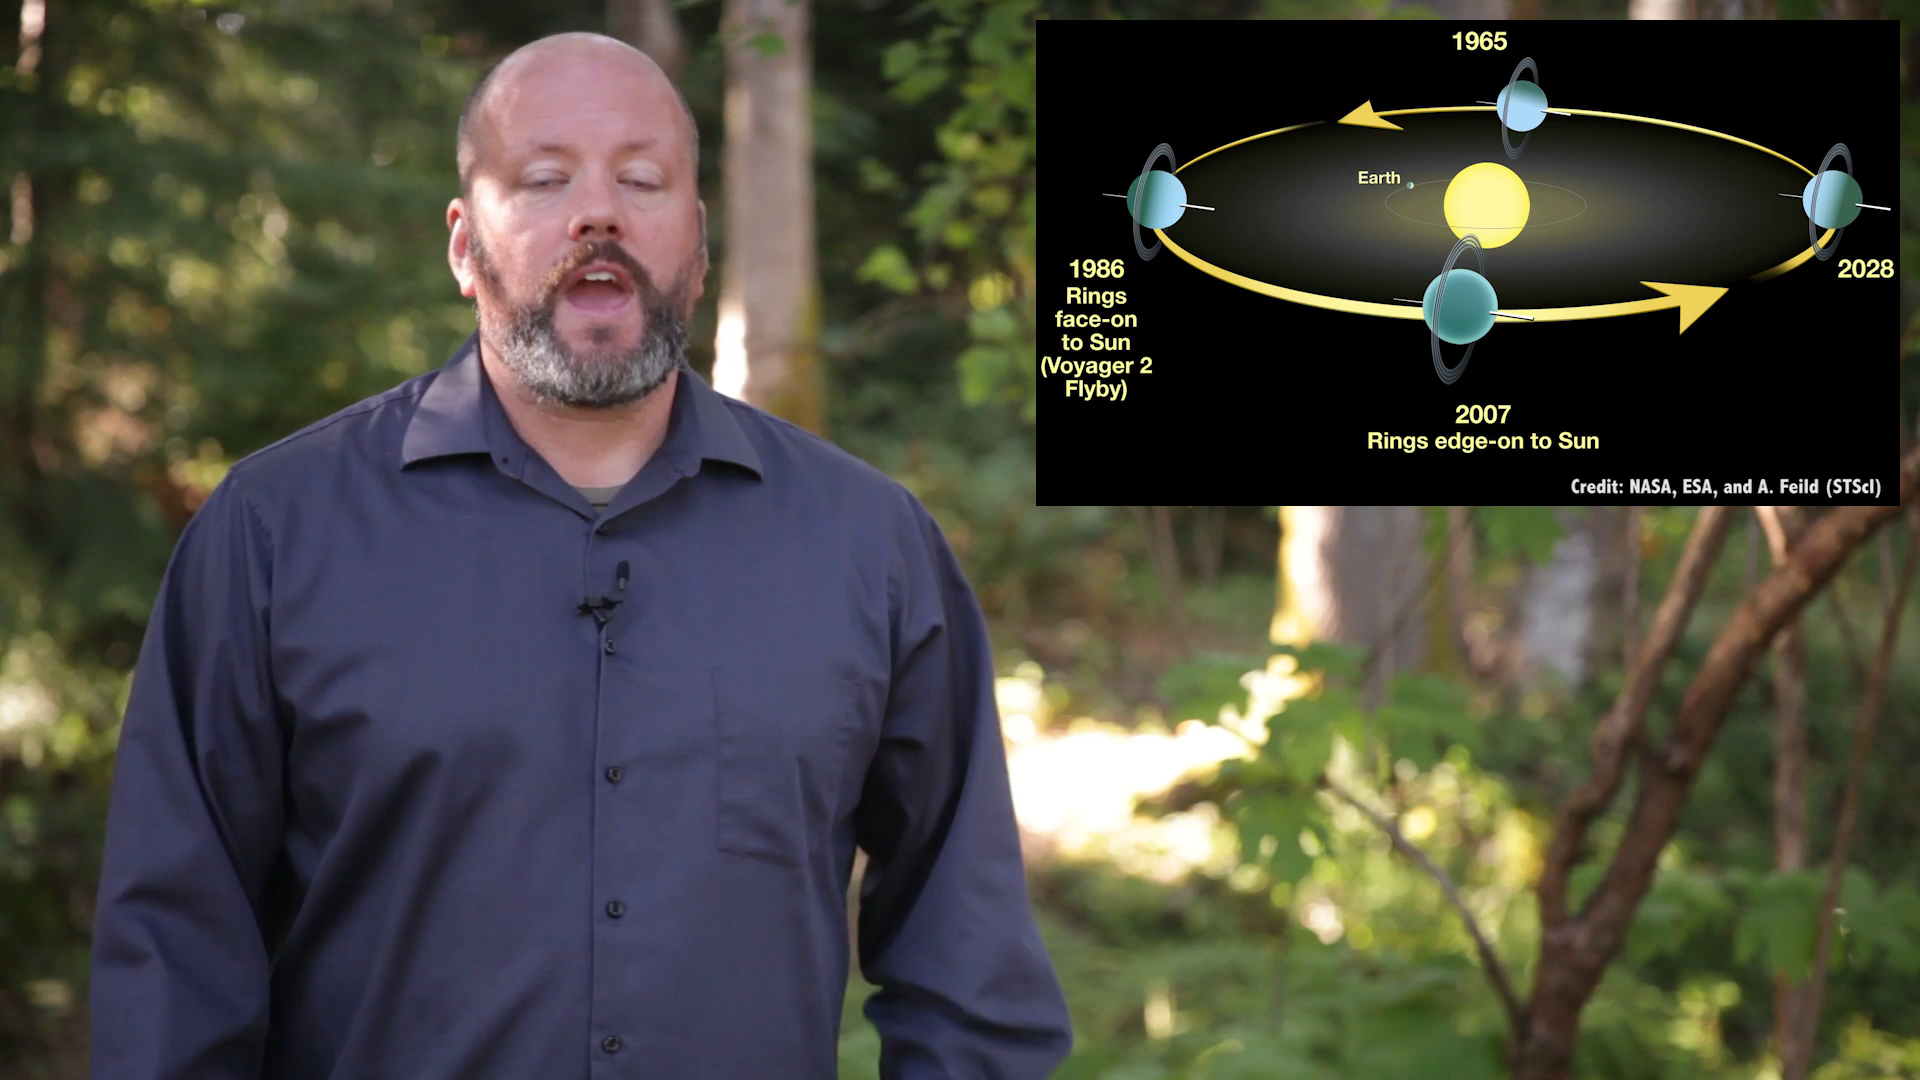 1965
Earth
1986
Rings
face-on
to Sun
(Voyager 2
Flyby)
2028
2007
Rings edge-on to Sun
Credit: NASA, ESA, and A. Feild (STScI)